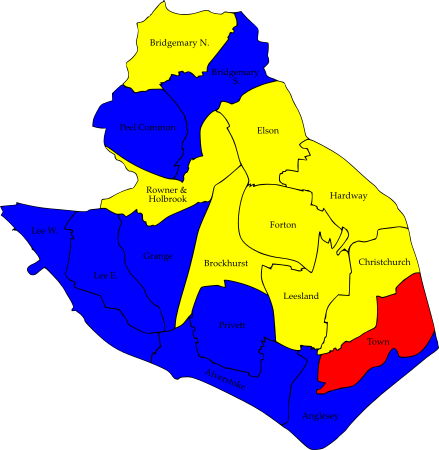 Bridgemary N.
Bridgemary
S.
Peel Common
Elson
Rowner &
Holbrook
Hardway
Forton
Lee W.
Grange
Brockhurst
Christchurch
Lee E.
Leesland
Privett
Town
Alverstoke
Anglesey